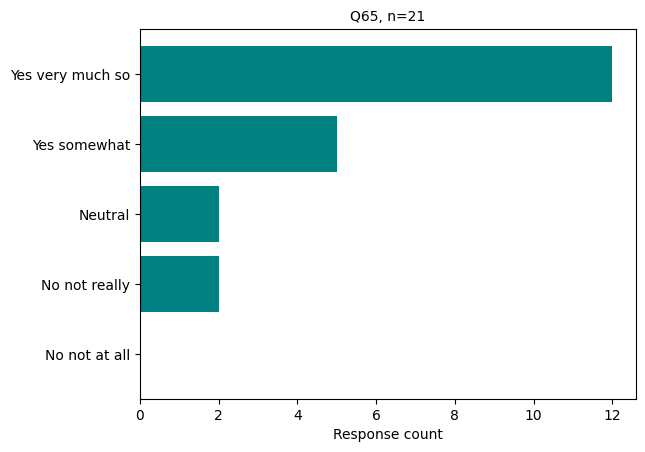 Q65, n=21
Yes very much so
Yes somewhat
Neutral
No not really
No not at all
0 2 4 6 8 10 12
Response count